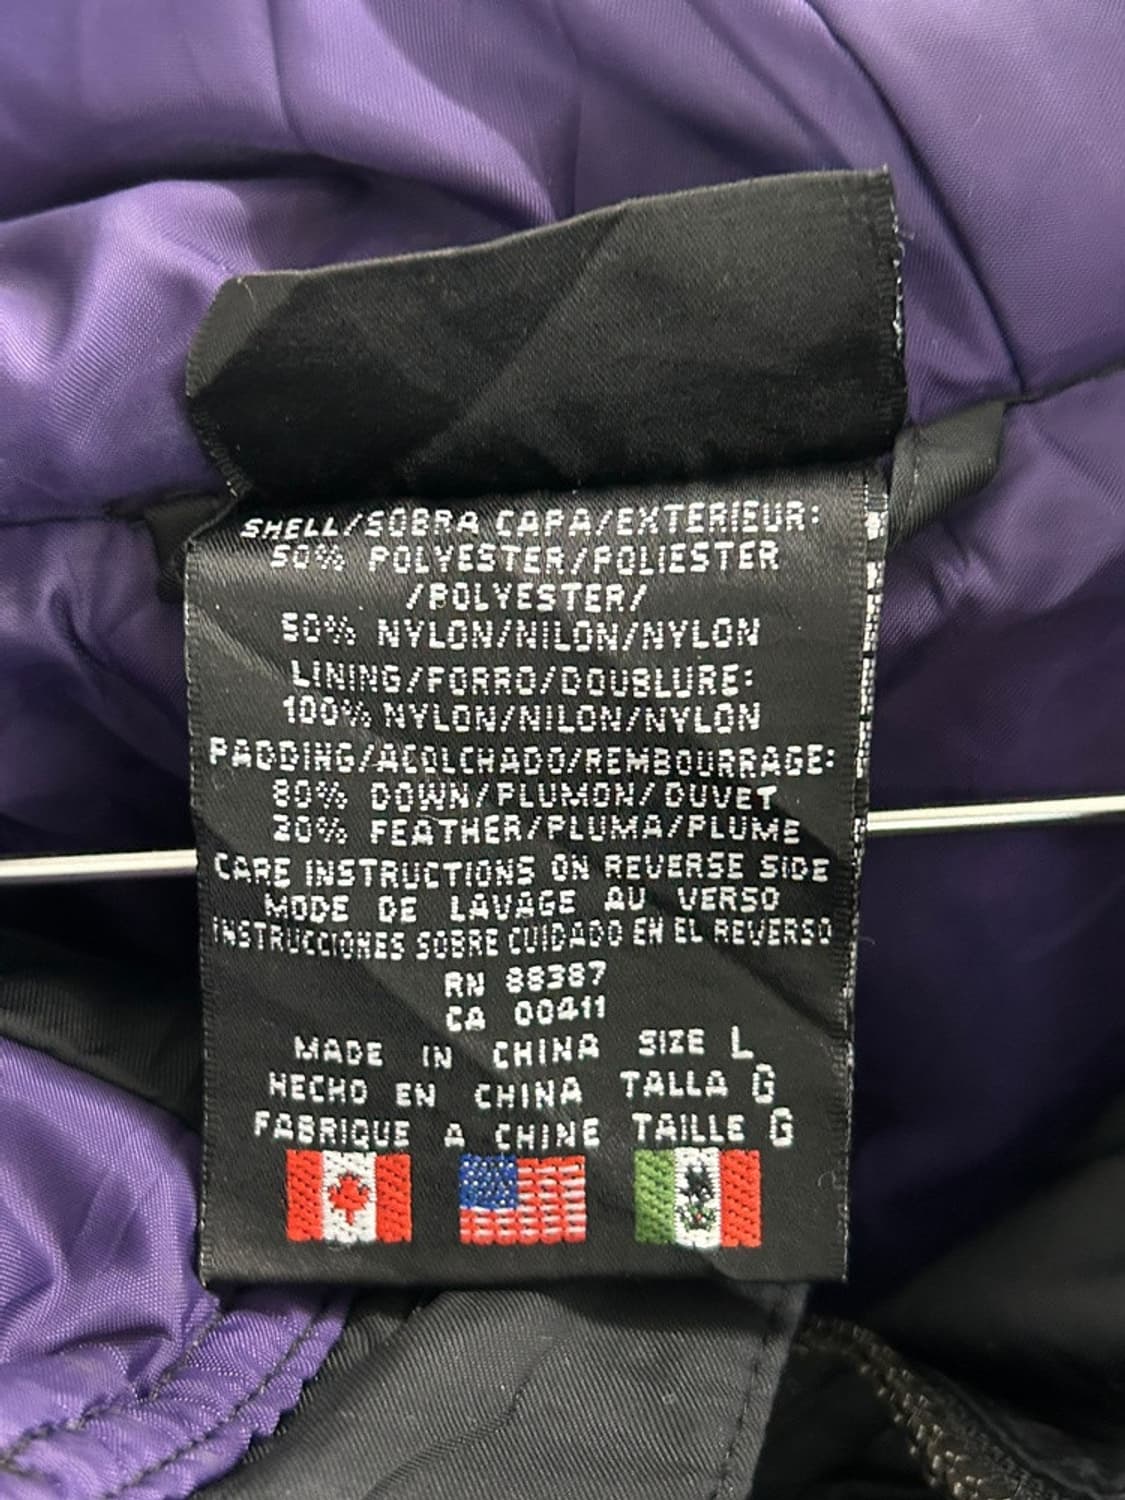 SHELL/SOBRA CAPA/EXTERIEUR:
50% POLYESTER/POLIESTER
/POLYESTER/
50% NYLON/NILON/NYLON
LINING/FORRO/DOUBLURE:
100% NYLON/NILON/NYLON
PADDING/ACOLCHADO/REMBOURRAGE:
80% DOWN/PLUMON/DUVET
20% FEATHER/PLUMA/PLUME
CARE INSTRUCTIONS ON REVERSE SIDE
MODE DE LAVAGE AU VERSO
INSTRUCCIONES SOBRE CUIDADO EN EL REVERSO
RN 88387
CA 00411
MADE IN CHINA SIZE L
HECHO EN CHINA TALLA G
FABRIQUE A CHINE TAILLE G